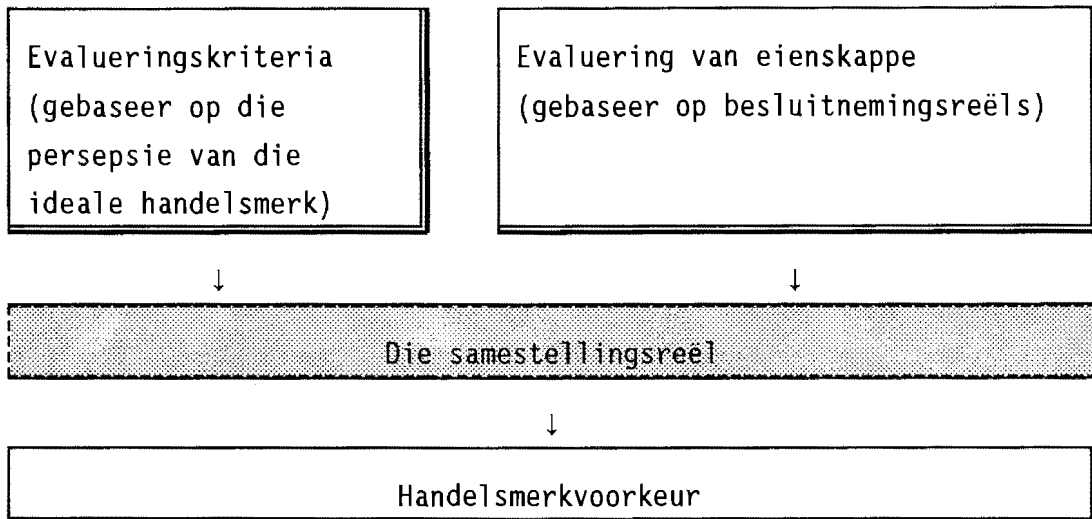 Evalueringskriteria
(gebaseer op die
persepsie van die
ideale handelsmerk)
Evaluering van eienskappe
(gebaseer op besluitnemingsreëls)
↓ ↓
Die samestellingsreël
↓
Handelsmerkvoorkeur